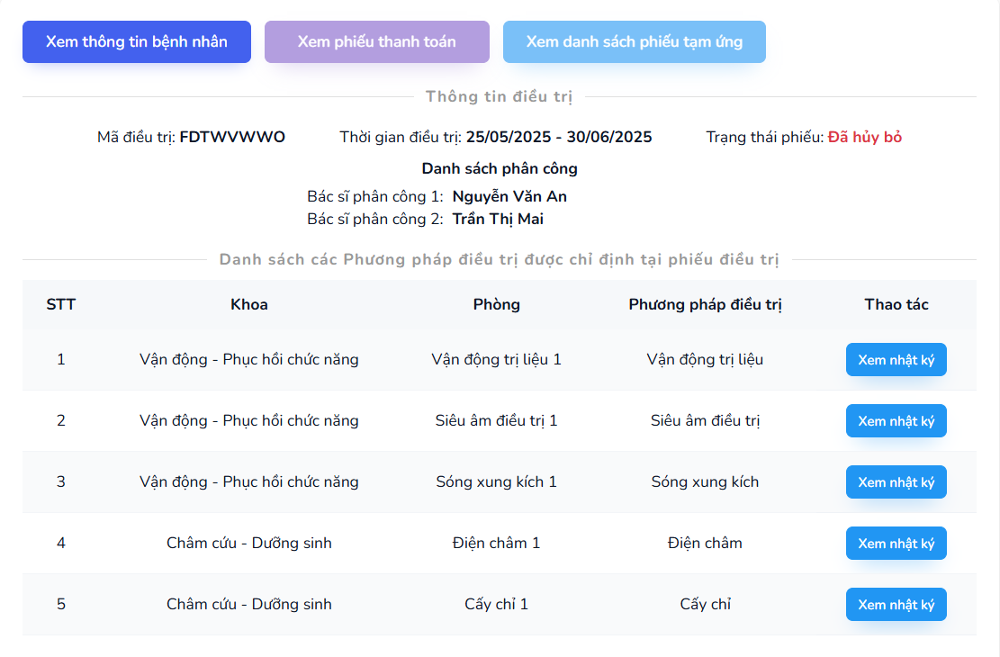 Xem thông tin bệnh nhân Xem phiếu thanh toán Xem danh sách phiếu tạm ứng
Thông tin điều trị
Mã điều trị: FDTWVWWO Thời gian điều trị: 25/05/2025 - 30/06/2025 Trạng thái phiếu: Đã hủy bỏ
Danh sách phân công
Bác sĩ phân công 1: Nguyễn Văn An
Bác sĩ phân công 2: Trần Thị Mai
Danh sách các Phương pháp điều trị được chỉ định tại phiếu điều trị
STT Khoa Phòng Phương pháp điều trị Thao tác
1 Vận động - Phục hồi chức năng Vận động trị liệu 1 Vận động trị liệu Xem nhật ký
2 Vận động - Phục hồi chức năng Siêu âm điều trị 1 Siêu âm điều trị Xem nhật ký
3 Vận động - Phục hồi chức năng Sóng xung kích 1 Sóng xung kích Xem nhật ký
4 Châm cứu - Dưỡng sinh Điện châm 1 Điện châm Xem nhật ký
5 Châm cứu - Dưỡng sinh Cấy chỉ 1 Cấy chỉ Xem nhật ký